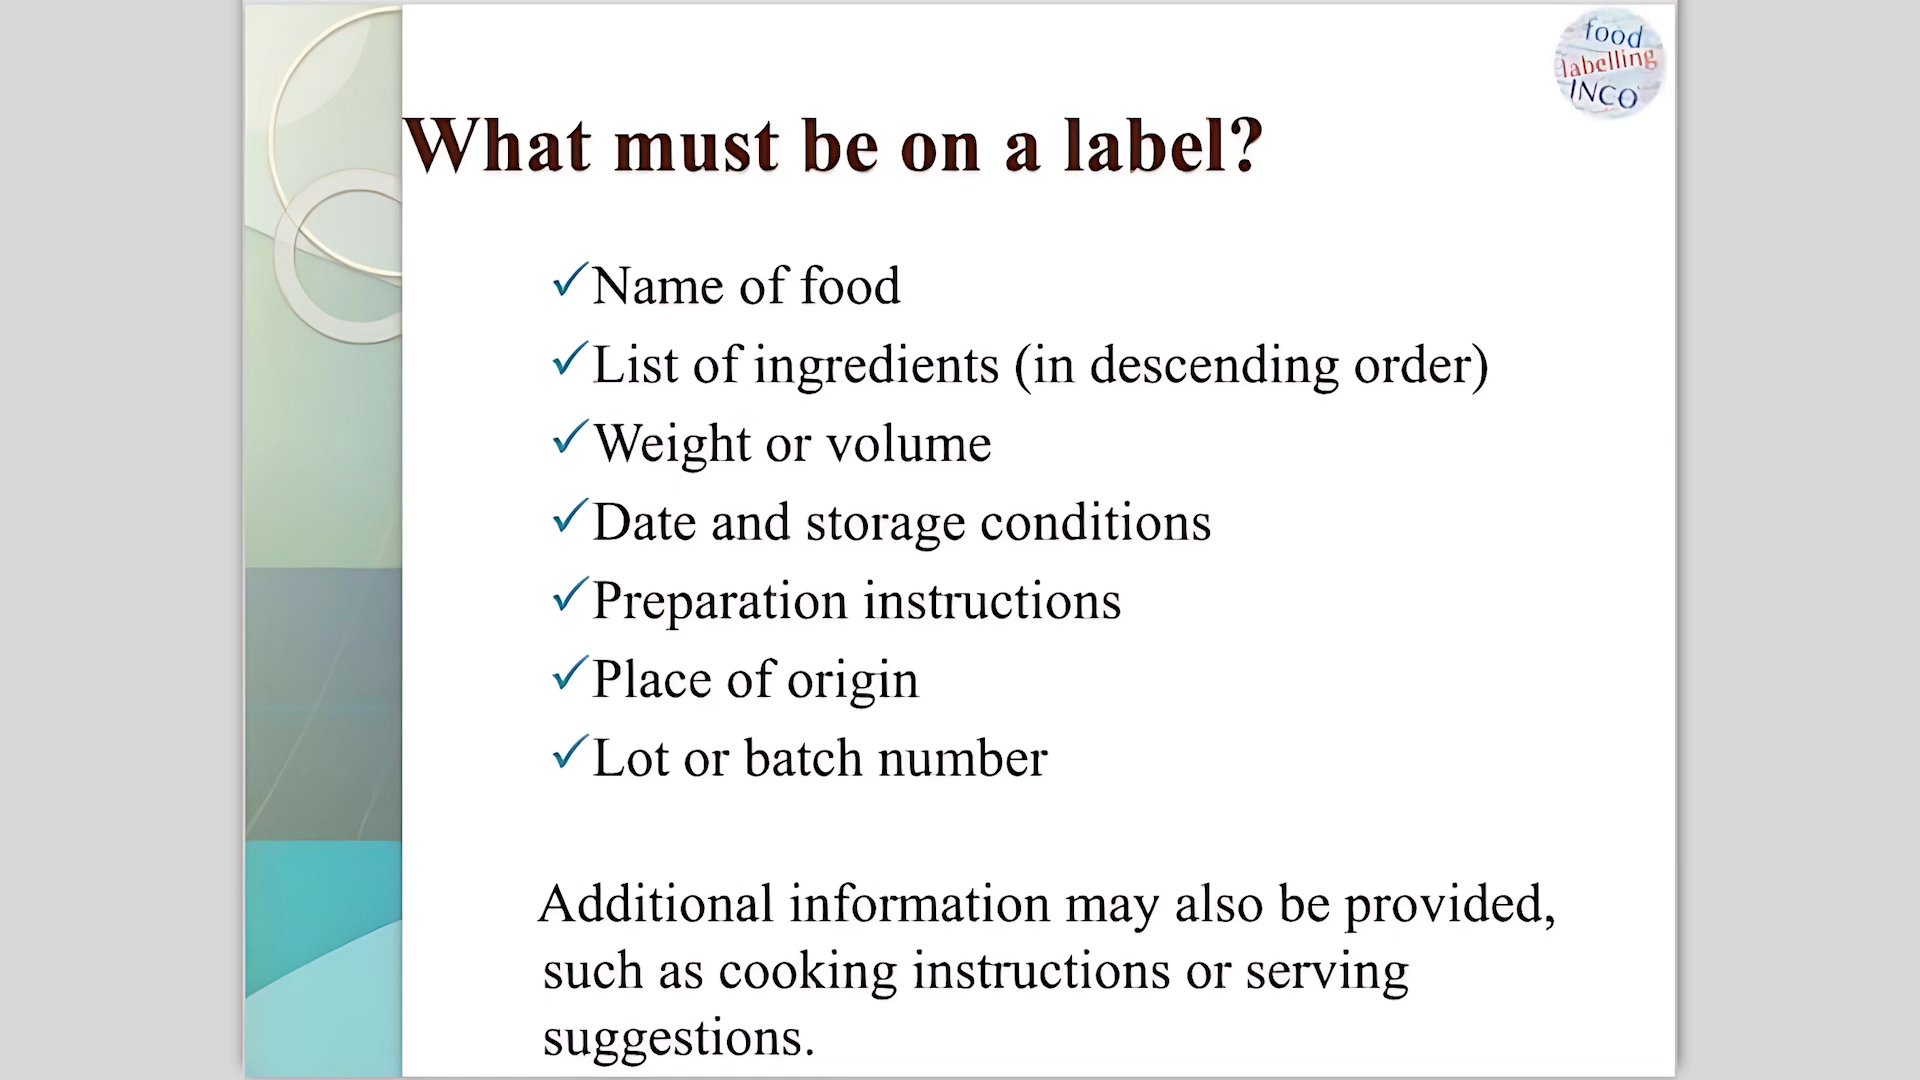 food
labelling
INCO
What must be on a label?
✓Name of food
✓List of ingredients (in descending order)
✓Weight or volume
✓Date and storage conditions
✓Preparation instructions
✓Place of origin
✓Lot or batch number
Additional information may also be provided,
such as cooking instructions or serving
suggestions.